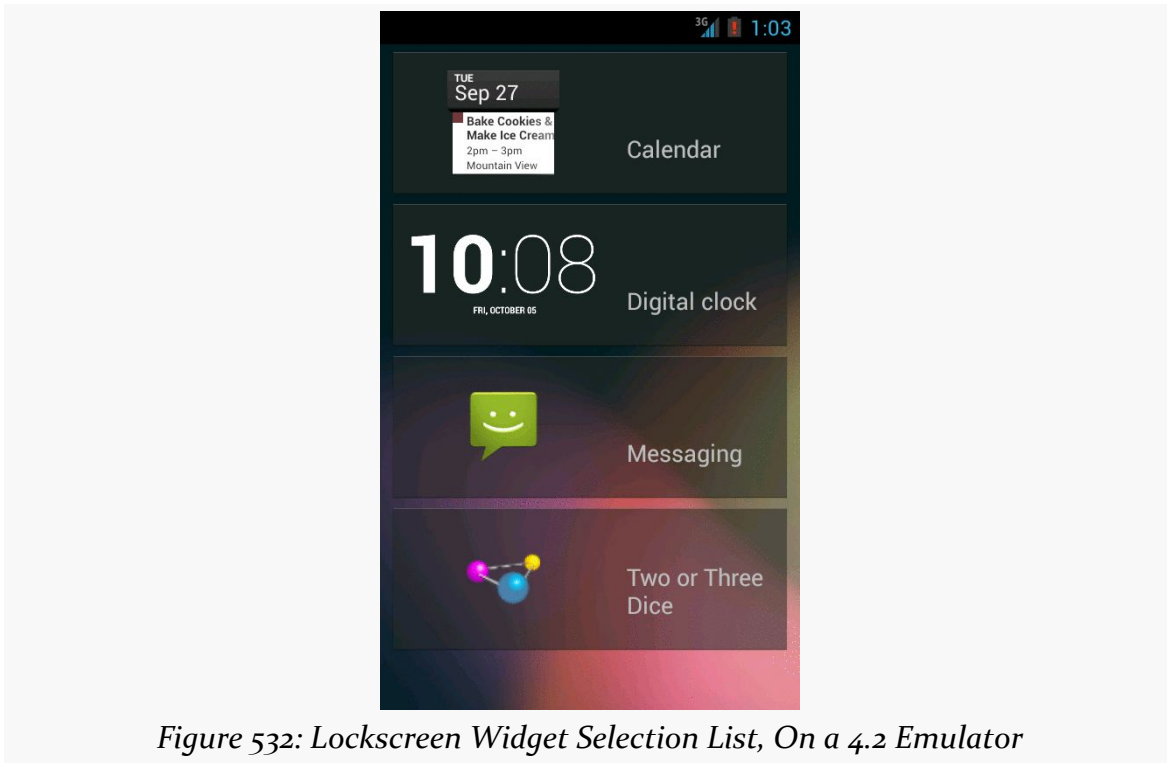 3G 1:03
TUE
Sep 27
Bake Cookies &
Make Ice Cream
2pm – 3pm
Mountain View
Calendar
10:08
FRI, OCTOBER 05
Digital clock
Messaging
Two or Three
Dice
Figure 532: Lockscreen Widget Selection List, On a 4.2 Emulator